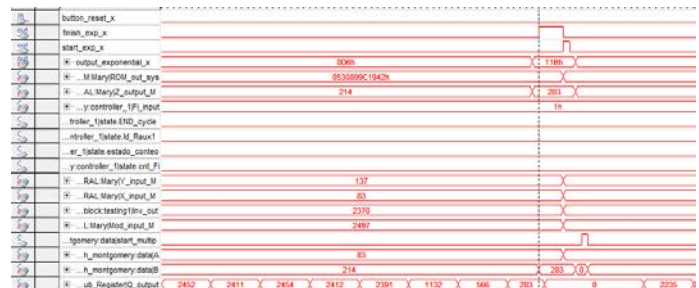 button_reset_x
finish_exp_x
start_exp_x
output_exponential_x 0D6h 11Bh
...M:Mary|ROM_out_sys 0530899C1942h
...AL:Mary|Z_output_M 214 283
...y:controller_1|Fi_input 1h
...troller_1|state.END_cycle
...ntroller_1|state.ld_Raux1
...er_1|state.estado_conteo
...y:controller_1|state.cnt_Fi
...RAL:Mary|Y_input_M 137
...RAL:Mary|X_input_M 83
...block:testing1|Inv_out 2370
...L:Mary|Mod_input_M 2497
...tgomery:data|start_multip
...h_montgomery:data|A 83
...h_montgomery:data|B 214 283 0
...ub_Register|Q_output 2452 2411 2454 2412 2391 1132 566 283 0 2235